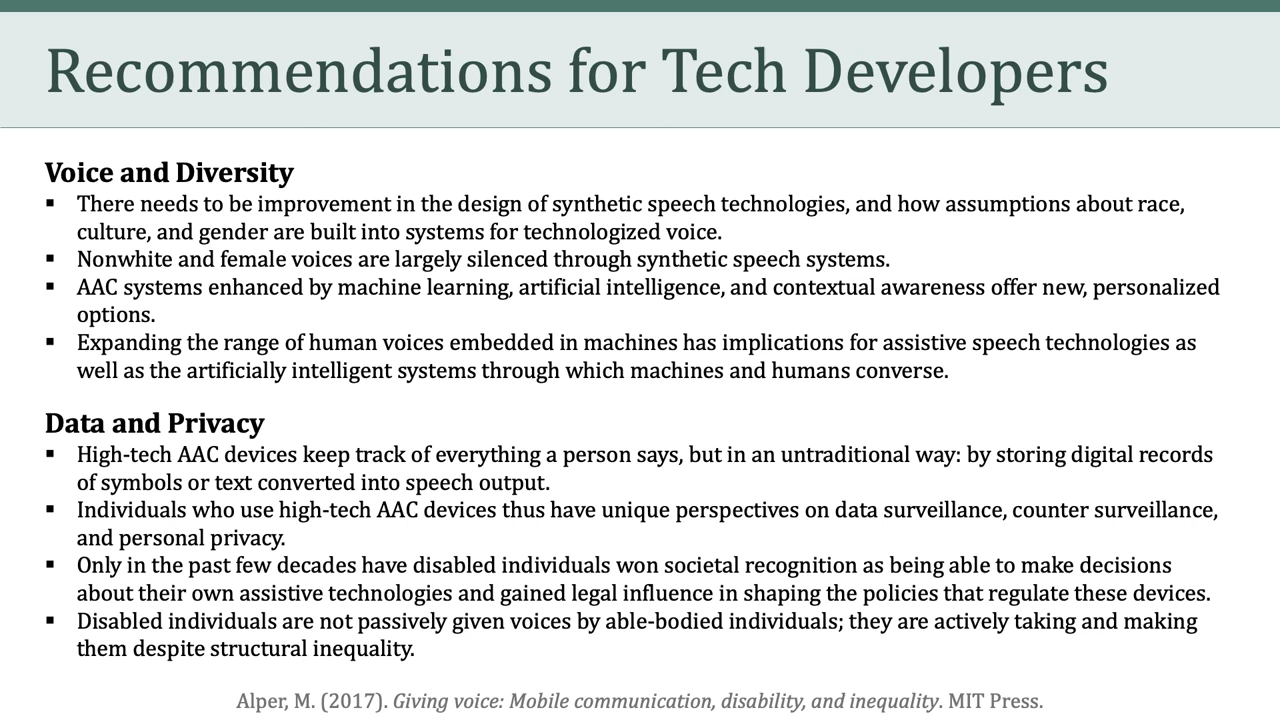 Recommendations for Tech Developers
Voice and Diversity
▪ There needs to be improvement in the design of synthetic speech technologies, and how assumptions about race,
culture, and gender are built into systems for technologized voice.
▪ Nonwhite and female voices are largely silenced through synthetic speech systems.
▪ AAC systems enhanced by machine learning, artificial intelligence, and contextual awareness offer new, personalized
options.
▪ Expanding the range of human voices embedded in machines has implications for assistive speech technologies as
well as the artificially intelligent systems through which machines and humans converse.
Data and Privacy
▪ High-tech AAC devices keep track of everything a person says, but in an untraditional way: by storing digital records
of symbols or text converted into speech output.
▪ Individuals who use high-tech AAC devices thus have unique perspectives on data surveillance, counter surveillance,
and personal privacy.
▪ Only in the past few decades have disabled individuals won societal recognition as being able to make decisions
about their own assistive technologies and gained legal influence in shaping the policies that regulate these devices.
▪ Disabled individuals are not passively given voices by able-bodied individuals; they are actively taking and making
them despite structural inequality.
Alper, M. (2017). Giving voice: Mobile communication, disability, and inequality. MIT Press.